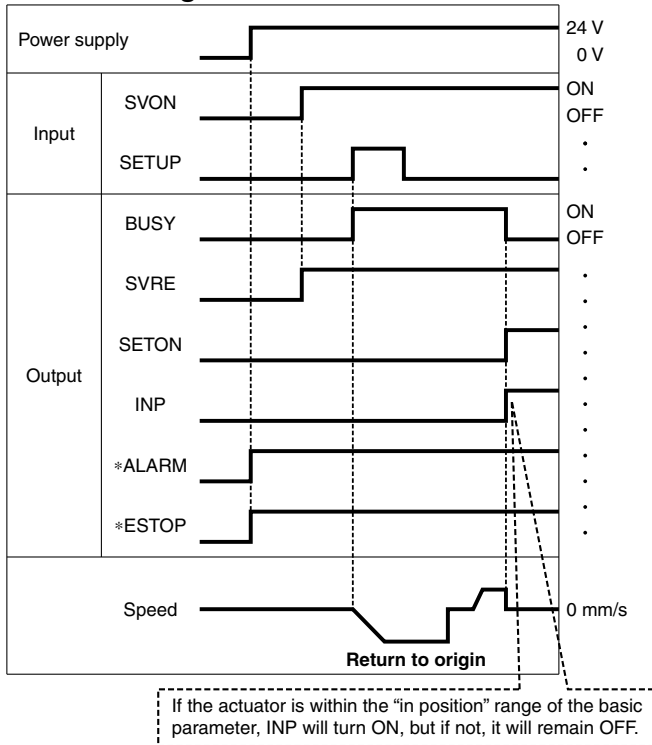 Power supply
24 V
0 V
Input
SVON
ON
OFF
SETUP
Output
BUSY
ON
OFF
SVRE
SETON
INP
*ALARM
*ESTOP
Speed
0 mm/s
Return to origin
If the actuator is within the “in position” range of the basic
parameter, INP will turn ON, but if not, it will remain OFF.